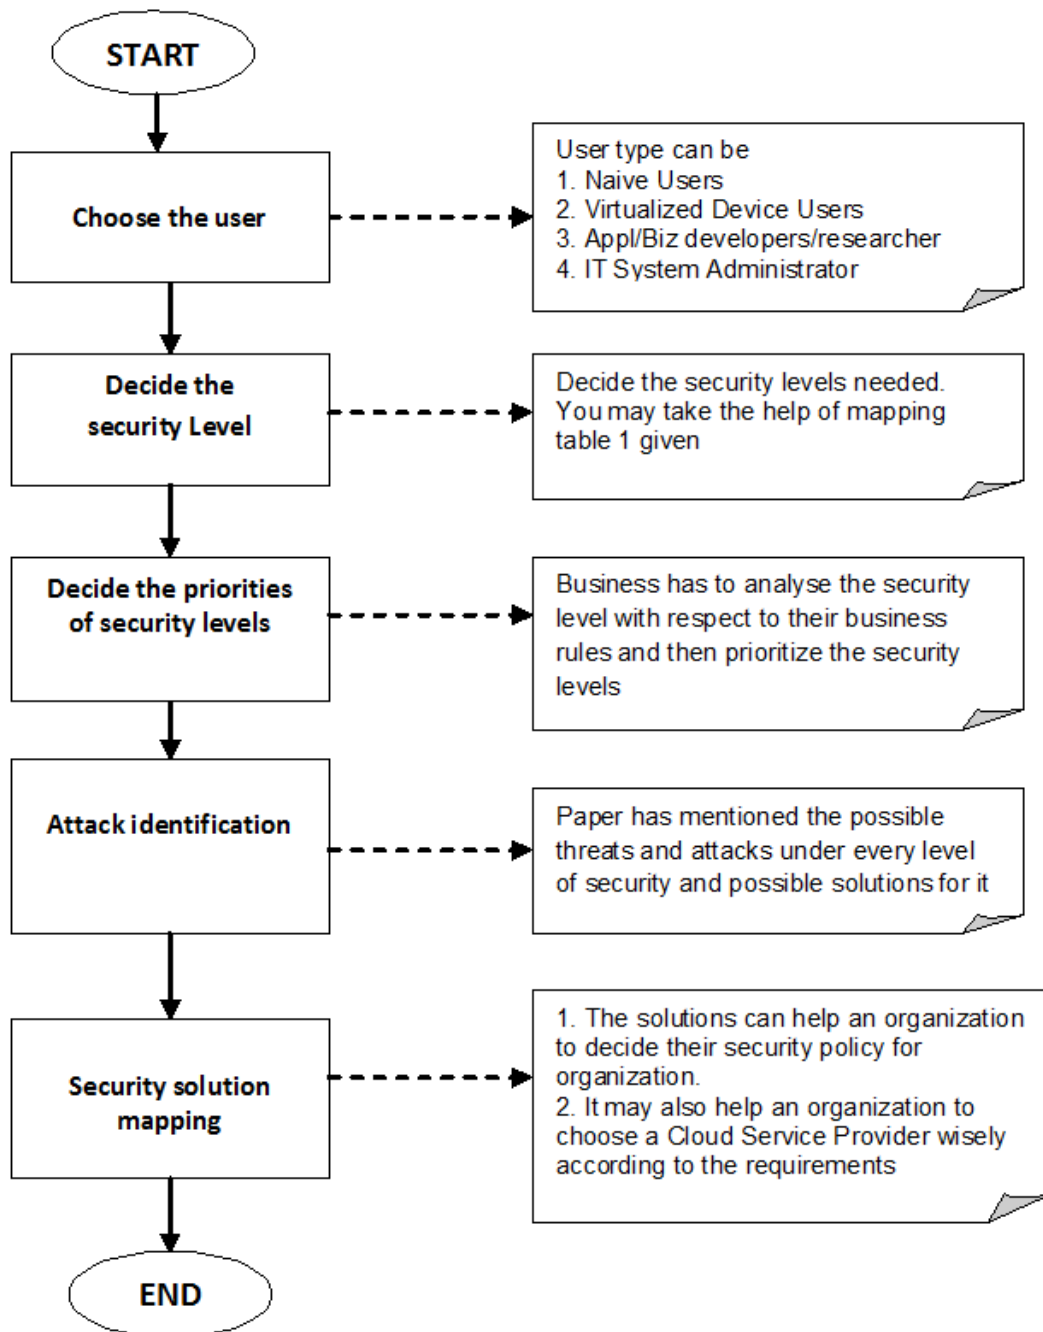 START
Choose the user
User type can be
1. Naive Users
2. Virtualized Device Users
3. Appl/Biz developers/researcher
4. IT System Administrator
Decide the
security Level
Decide the security levels needed.
You may take the help of mapping
table 1 given
Decide the priorities
of security levels
Business has to analyse the security
level with respect to their business
rules and then prioritize the security
levels
Attack identification
Paper has mentioned the possible
threats and attacks under every level
of security and possible solutions for it
Security solution
mapping
1. The solutions can help an organization
to decide their security policy for
organization.
2. It may also help an organization to
choose a Cloud Service Provider wisely
according to the requirements
END